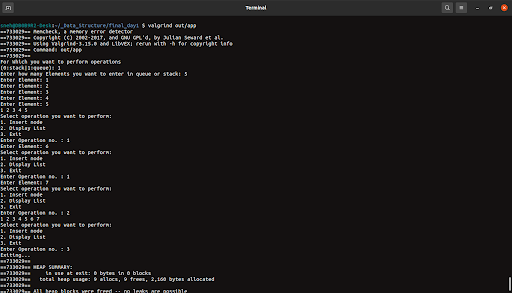 Terminal
$ valgrind out/app
==733029== Memcheck, a memory error detector
==733029== Copyright (C) 2002-2017, and GNU GPL'd, by Julian Seward et al.
==733029== Using Valgrind-3.15.0 and LibVEX; rerun with -h for copyright info
==733029== Command: out/app
==733029==
For Which you want to perform operations
(0:stack|1:queue): 1
Enter how many Elements you want to enter in queue or stack: 5
Enter Element: 1
Enter Element: 2
Enter Element: 3
Enter Element: 4
Enter Element: 5
1 2 3 4 5
Select operation you want to perform:
1. Insert node
2. Display List
3. Exit
Enter Operation no. : 1
Enter Element: 6
Select operation you want to perform:
1. Insert node
2. Display List
3. Exit
Enter Operation no. : 1
Enter Element: 7
Select operation you want to perform:
1. Insert node
2. Display List
3. Exit
Enter Operation no. : 2
1 2 3 4 5 6 7
Select operation you want to perform:
1. Insert node
2. Display List
3. Exit
Enter Operation no. : 3
Exiting...
==733029==
==733029== HEAP SUMMARY:
==733029== in use at exit: 0 bytes in 0 blocks
==733029== total heap usage: 9 allocs, 9 frees, 2,160 bytes allocated
==733029==
==733029== All heap blocks were freed -- no leaks are possible